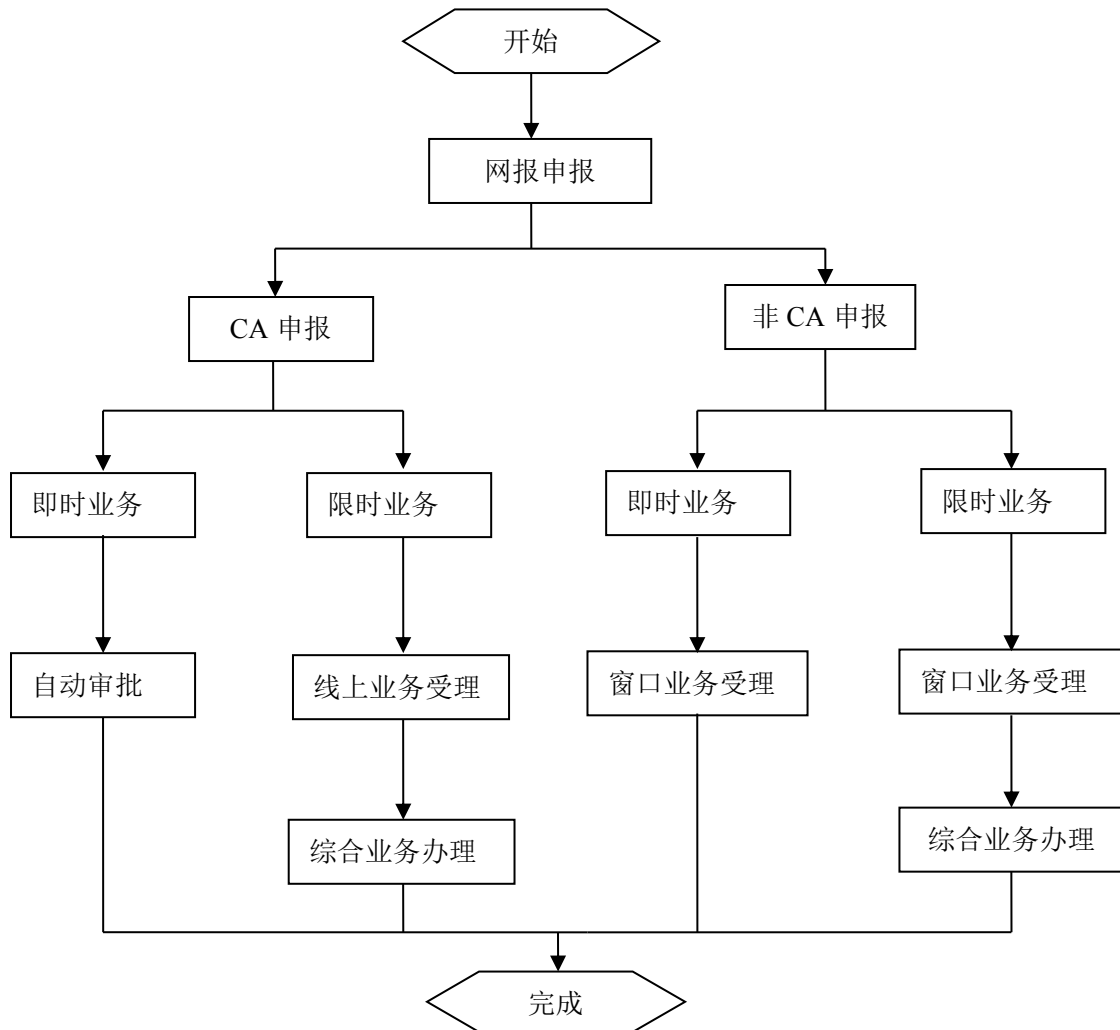 开始
网报申报
CA 申报
非 CA 申报
即时业务
限时业务
即时业务
限时业务
自动审批
线上业务受理
窗口业务受理
窗口业务受理
综合业务办理
综合业务办理
完成